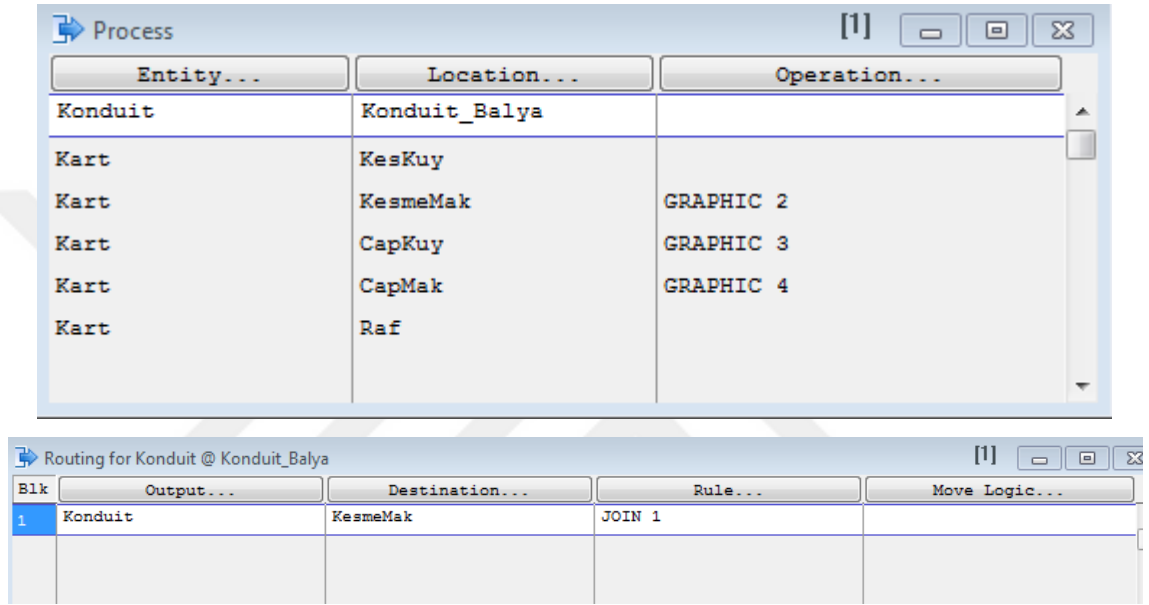 Process [1]
Entity... Location... Operation...
Konduit Konduit_Balya
Kart KesKuy
Kart KesmeMak GRAPHIC 2
Kart CapKuy GRAPHIC 3
Kart CapMak GRAPHIC 4
Kart Raf
Routing for Konduit @ Konduit_Balya [1]
Blk Output... Destination... Rule... Move Logic...
1 Konduit KesmeMak JOIN 1